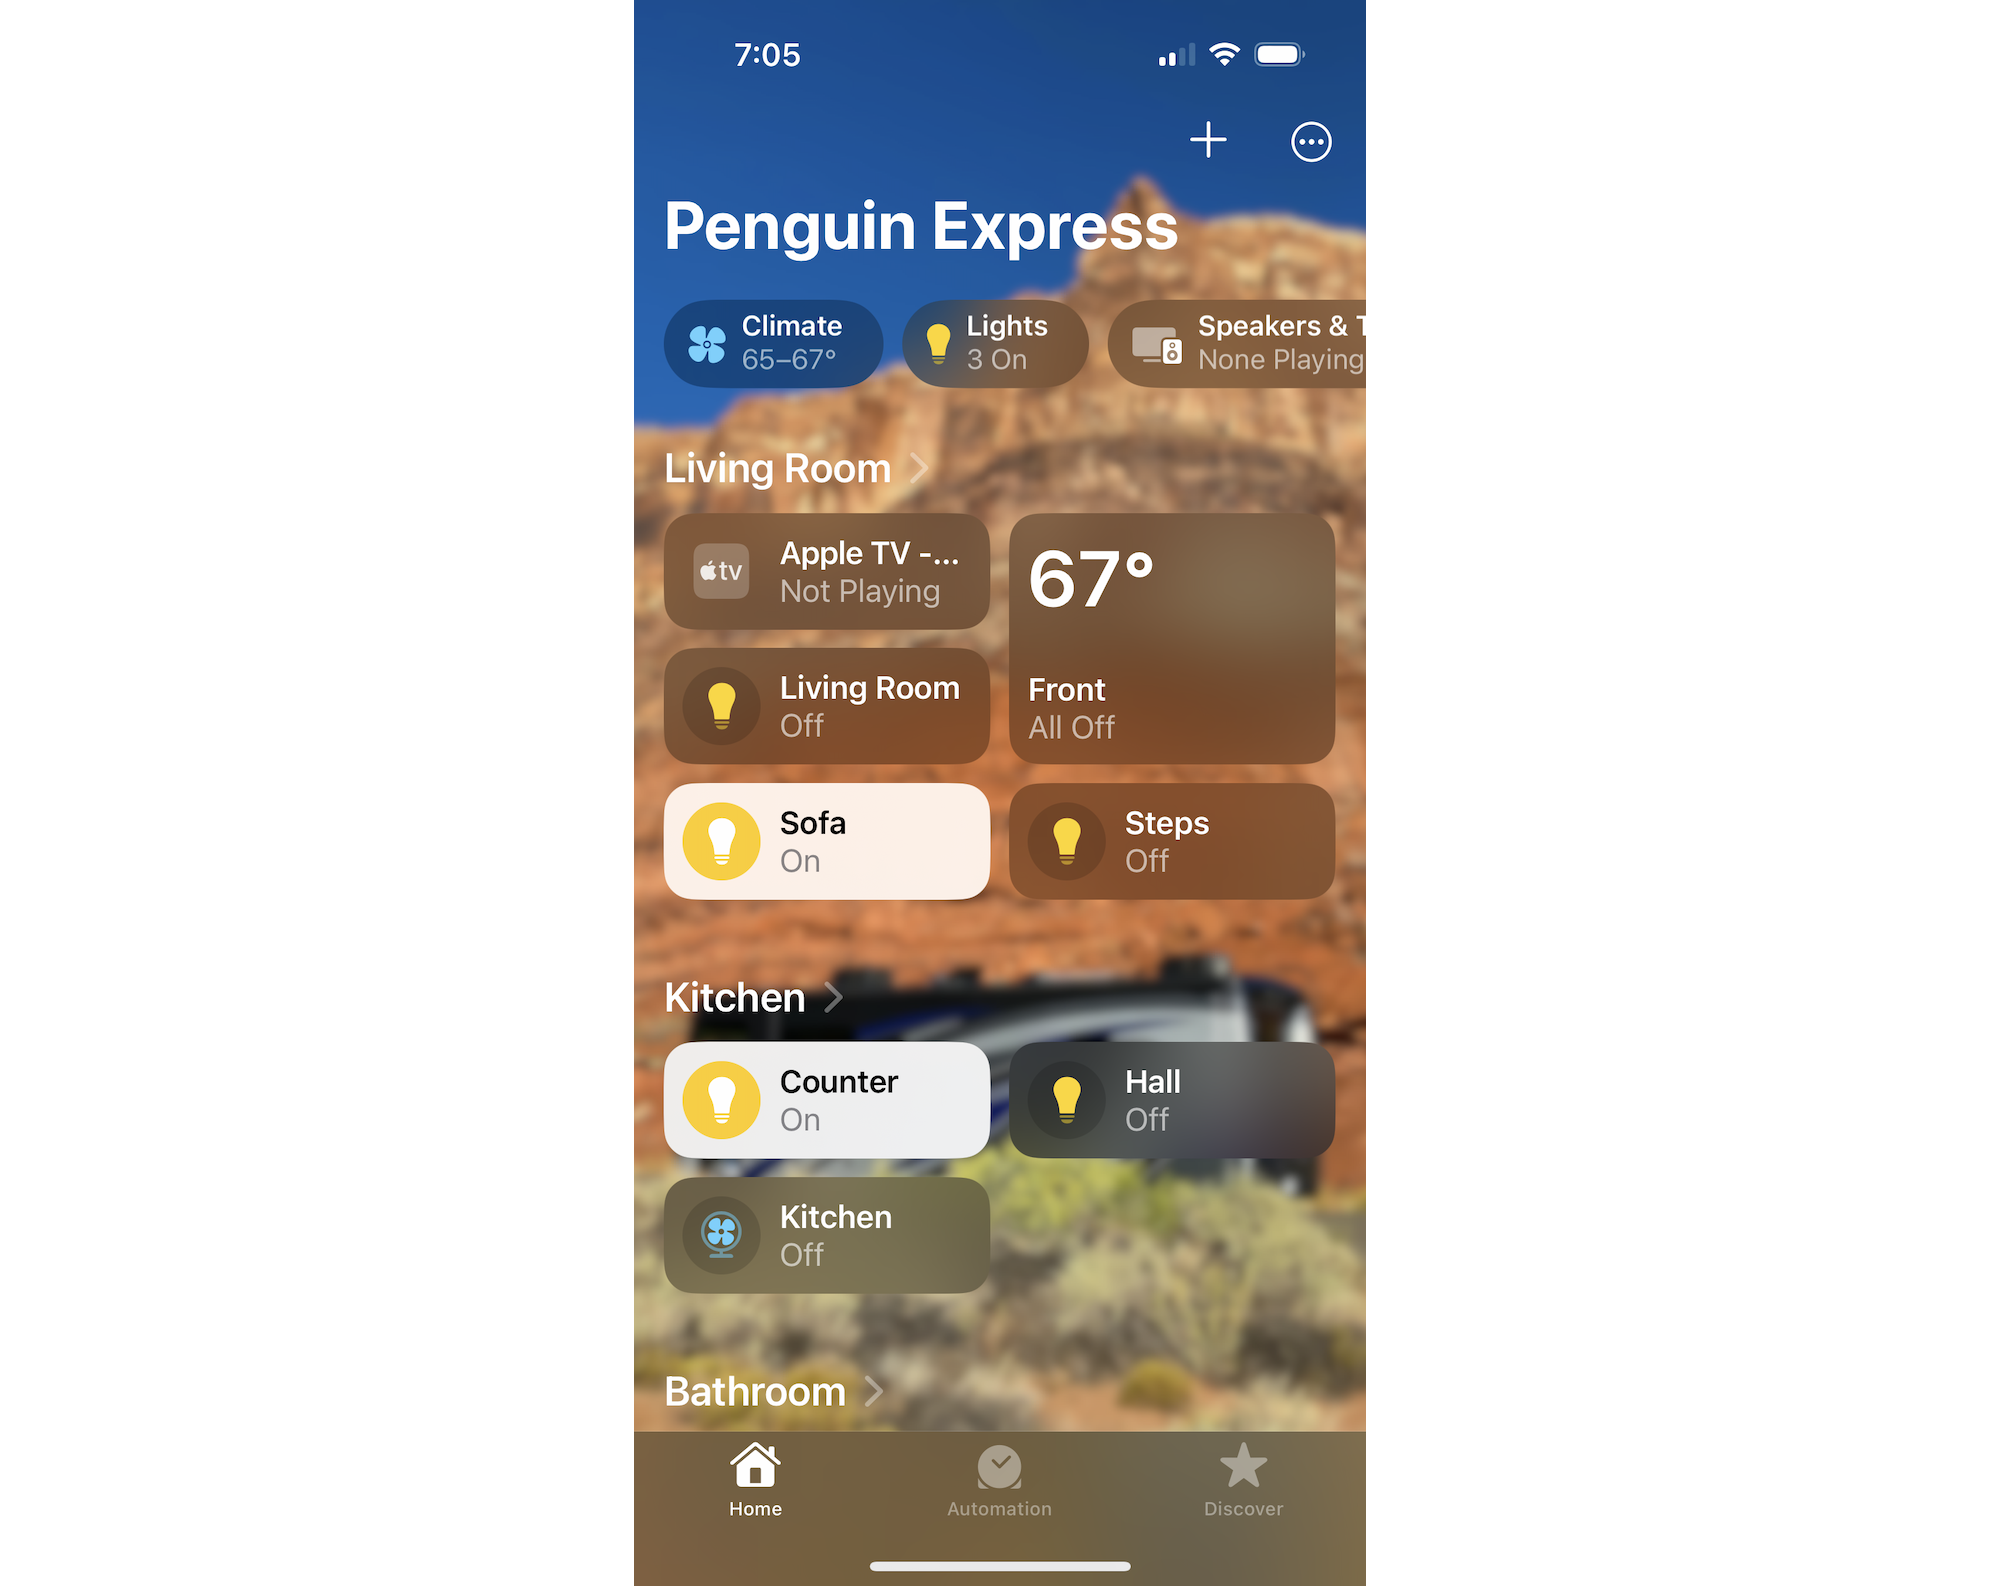 7:05
Penguin Express
Climate
65–67°
Lights
3 On
Speakers & T
None Playing
Living Room
tv
Apple TV -...
Not Playing
67°
Front
All Off
Living Room
Off
Sofa
On
Steps
Off
Kitchen
Counter
On
Hall
Off
Kitchen
Off
Bathroom
Home
Automation
Discover